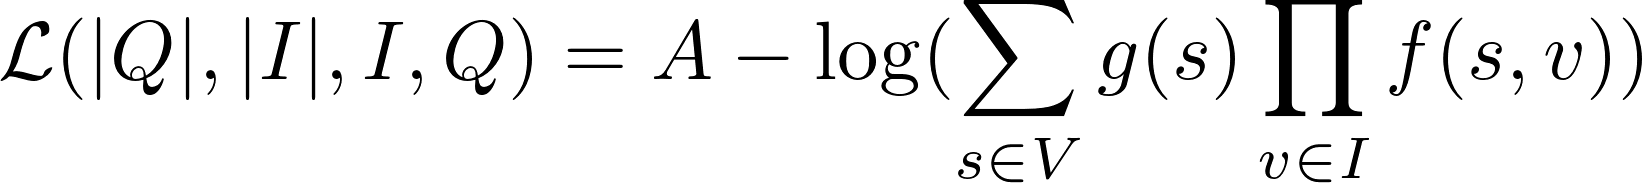 𝓛(|Q|, |I|, I, Q) = A − log(∑_{s∈V} g(s) ∏_{v∈I} f(s, v))